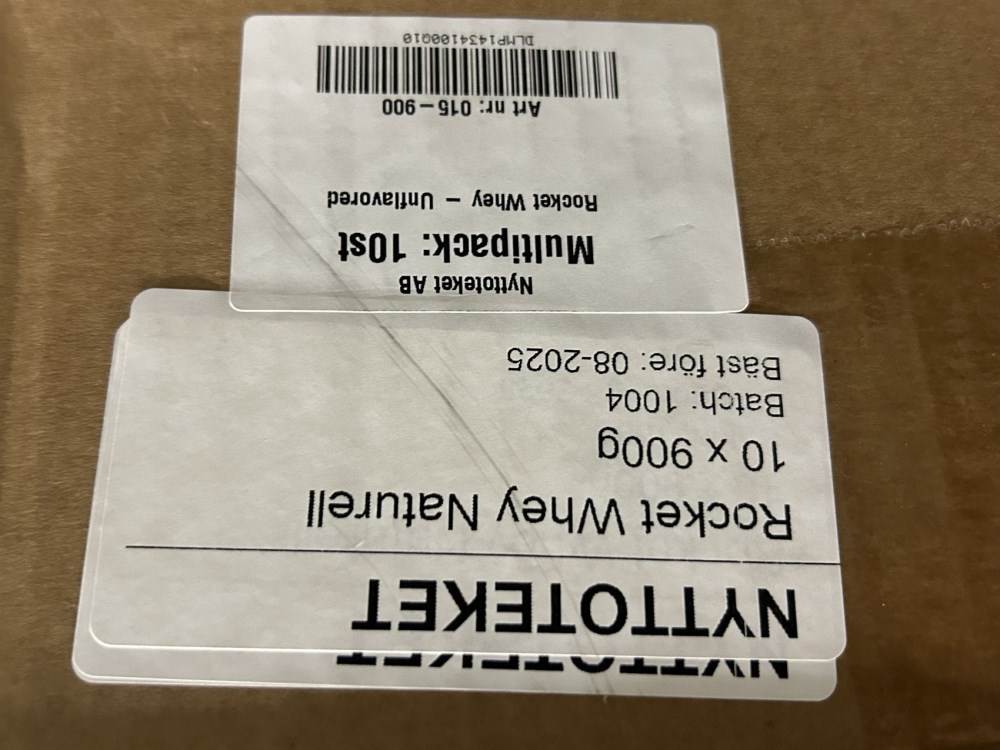 NYTTOTEKET
NYTTOTEKET
Rocket Whey Naturell
10 x 900g
Batch: 1004
Bäst före: 08-2025
Nyttoteket AB
Multipack: 10st
Rocket Whey – Unflavored
Art nr: 015–900